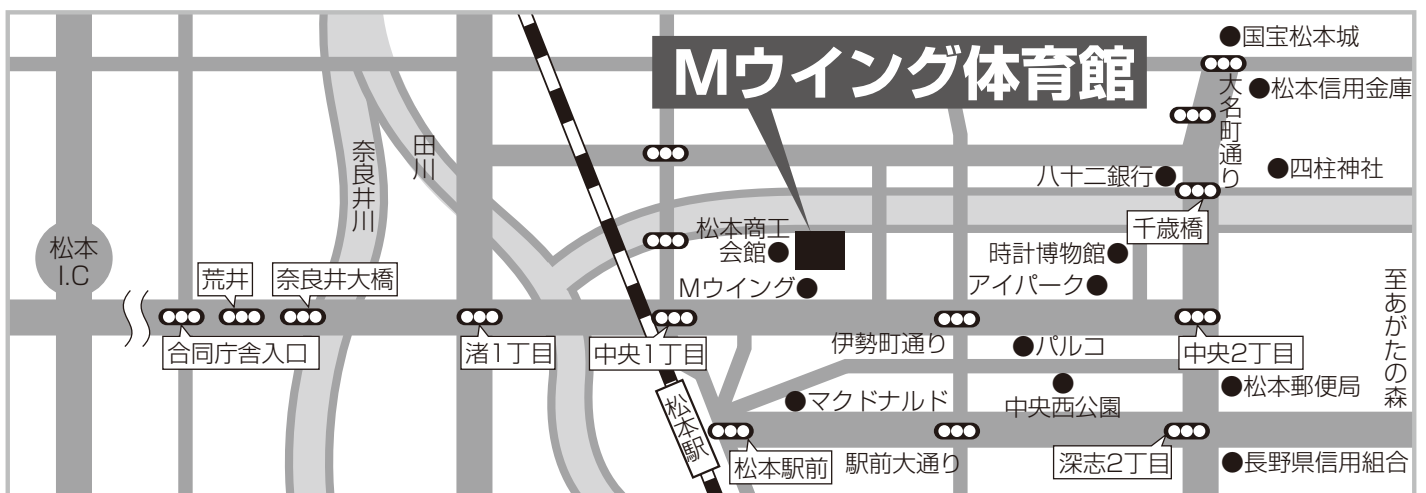 国宝松本城
Mウイング体育館
松本信用金庫
大名町通り
田川
奈良井川
四柱神社
八十二銀行
千歳橋
松本商工
会館
時計博物館
松本
I.C
荒井
奈良井大橋
Mウイング
アイパーク
至あがたの森
合同庁舎入口
渚1丁目
中央1丁目
伊勢町通り
パルコ
中央2丁目
松本郵便局
マクドナルド
中央西公園
松本駅
松本駅前
駅前大通り
深志2丁目
長野県信用組合